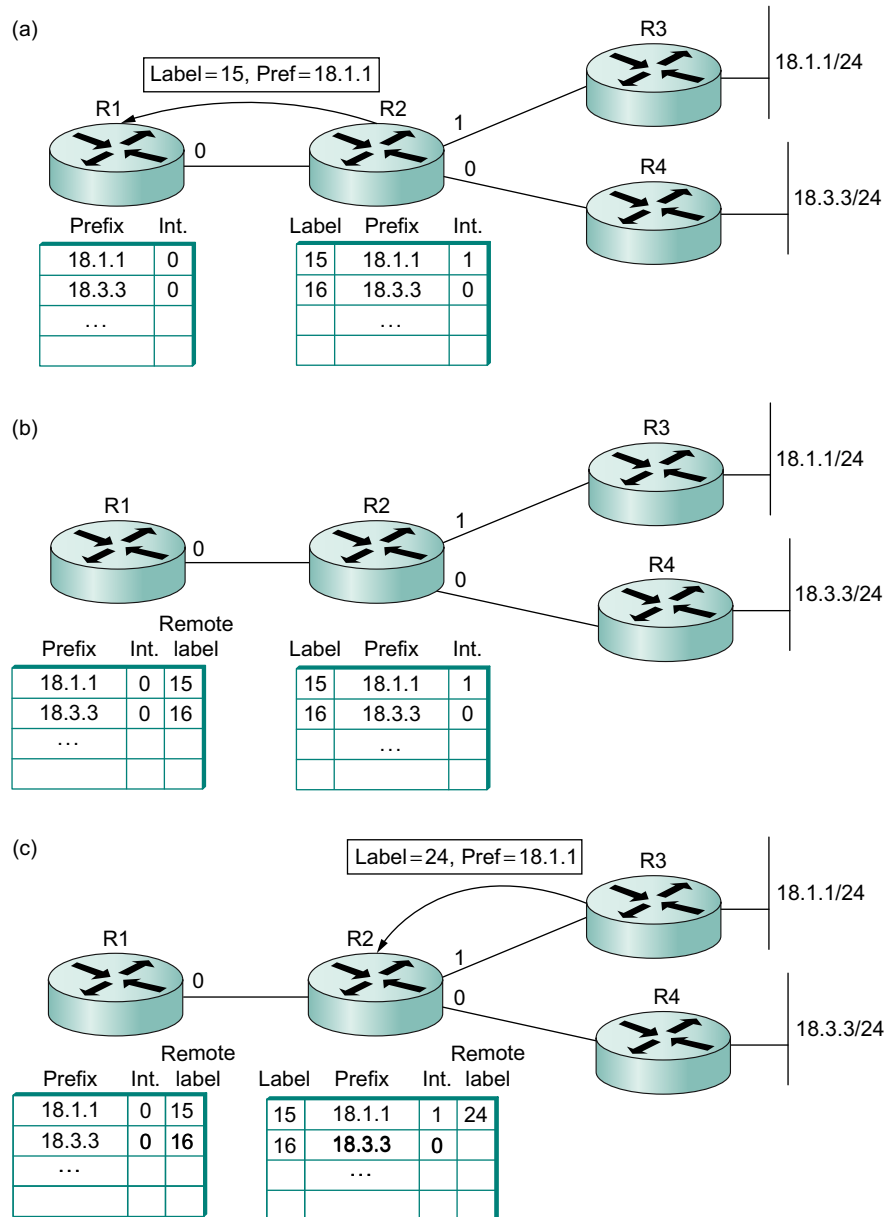 (a)
Label=15, Pref=18.1.1
R3
18.1.1/24
R1
R2
0
1
0
R4
18.3.3/24
Prefix Int.
18.1.1 0
18.3.3 0
...
Label Prefix Int.
15 18.1.1 1
16 18.3.3 0
...
(b)
R3
18.1.1/24
R1
R2
0
1
0
R4
18.3.3/24
Prefix Int. Remote label
18.1.1 0 15
18.3.3 0 16
...
Label Prefix Int.
15 18.1.1 1
16 18.3.3 0
...
(c)
Label=24, Pref=18.1.1
R3
18.1.1/24
R1
R2
0
1
0
R4
18.3.3/24
Prefix Int. Remote label
18.1.1 0 15
18.3.3 0 16
...
Label Prefix Int. Remote label
15 18.1.1 1 24
16 18.3.3 0
...